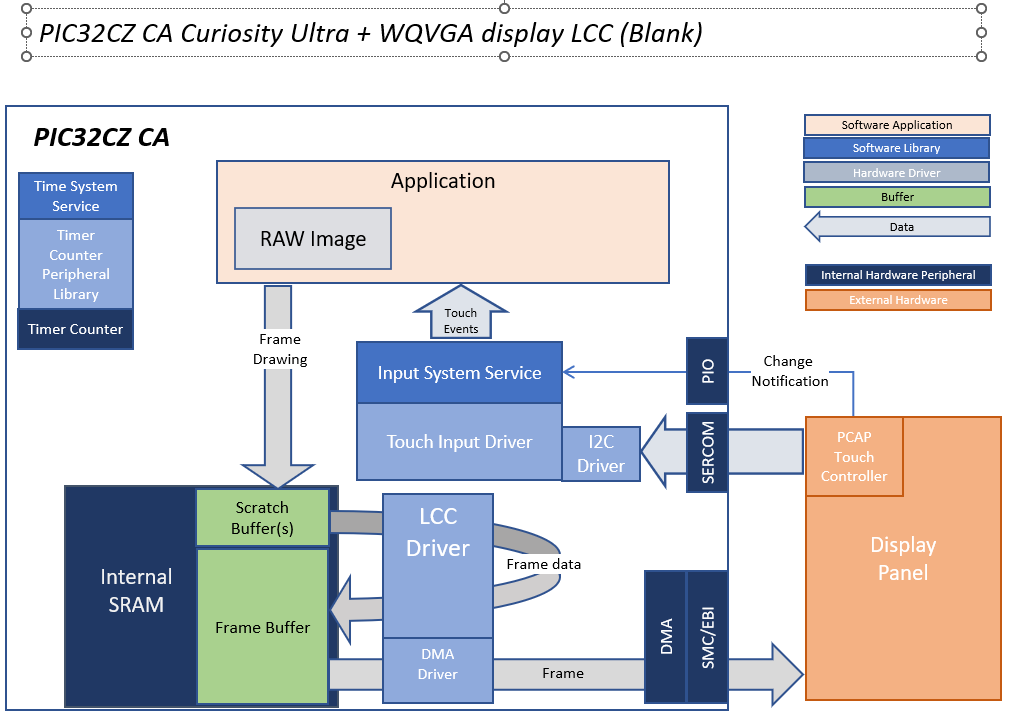 PIC32CZ CA Curiosity Ultra + WQVGA display LCC (Blank)
PIC32CZ CA
Software Application
Software Library
Hardware Driver
Buffer
Data
Internal Hardware Peripheral
External Hardware
Time System
Service
Timer
Counter
Peripheral
Library
Timer Counter
Application
RAW Image
Touch
Events
Frame
Drawing
Input System Service
Touch Input Driver
I2C
Driver
PIO
SERCOM
Change
Notification
PCAP
Touch
Controller
Display
Panel
Internal
SRAM
Scratch
Buffer(s)
Frame Buffer
LCC
Driver
Frame data
DMA
Driver
Frame
DMA
SMC/EBI